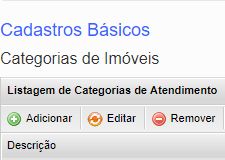 Cadastros Básicos
Categorias de Imóveis
Listagem de Categorias de Atendimento
Adicionar Editar Remover
Descrição